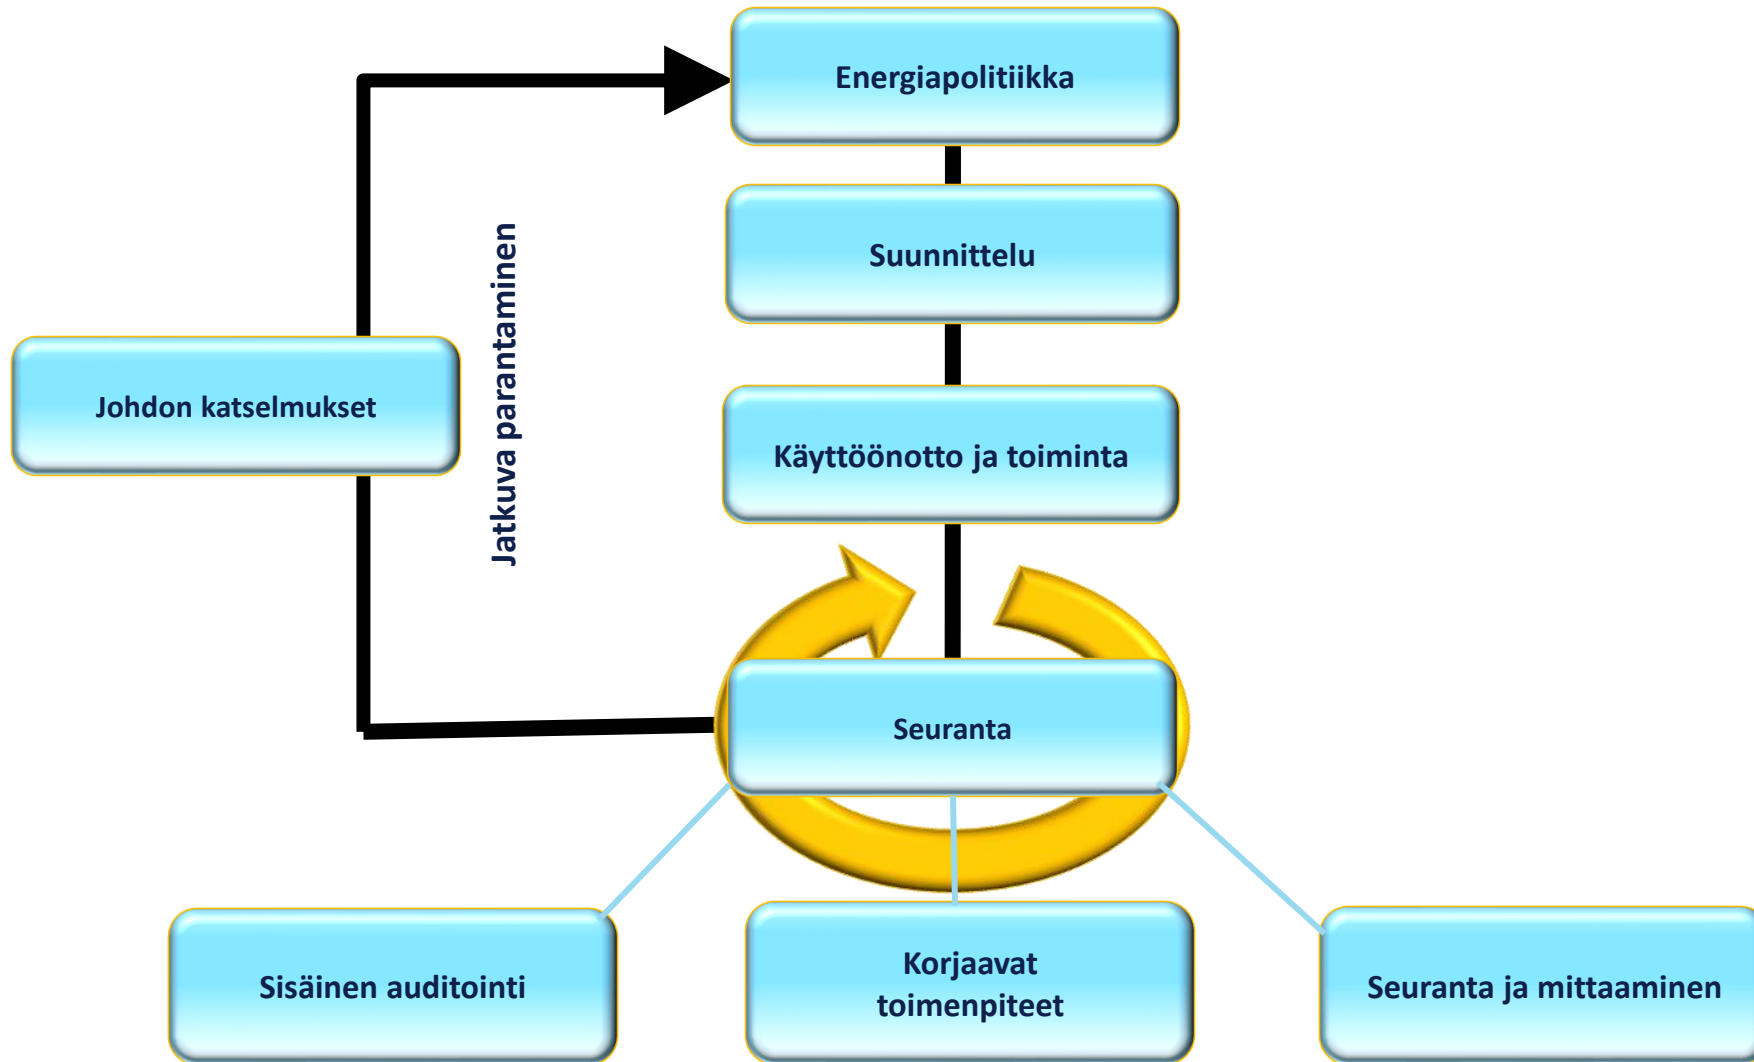 Energiapolitiikka
Suunnittelu
Jatkuva parantaminen
Johdon katselmukset
Käyttöönotto ja toiminta
Seuranta
Sisäinen auditointi
Korjaavat
toimenpiteet
Seuranta ja mittaaminen